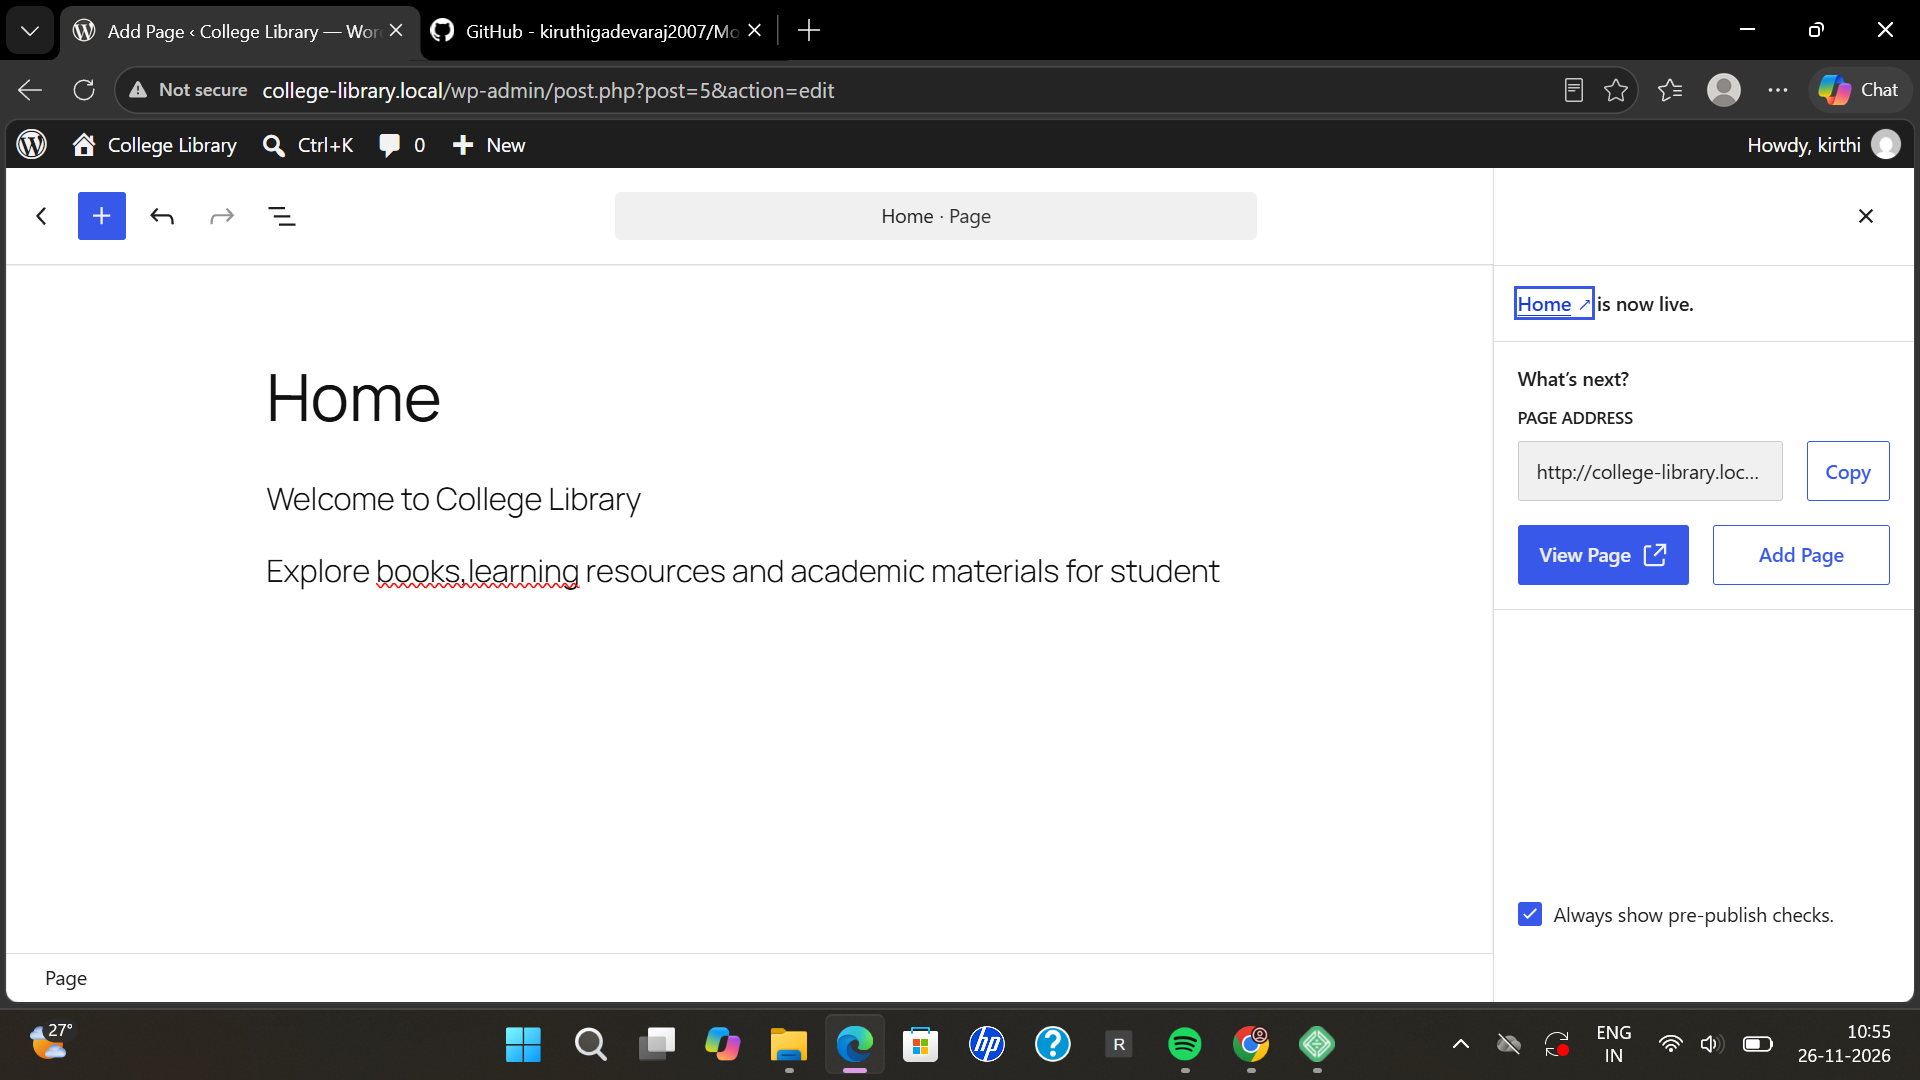 Add Page ‹ College Library — Wor
GitHub - kiruthigadevaraj2007/Mo
Not secure college-library.local/wp-admin/post.php?post=5&action=edit
Chat
College Library Ctrl+K 0 New
Howdy, kirthi
Home · Page
Home ↗ is now live.
Home
Welcome to College Library
Explore books,learning resources and academic materials for student
What's next?
PAGE ADDRESS
http://college-library.loc...
Copy
View Page
Add Page
Always show pre-publish checks.
Page
27°
hp
?
R
ENG
IN
10:55
26-11-2026